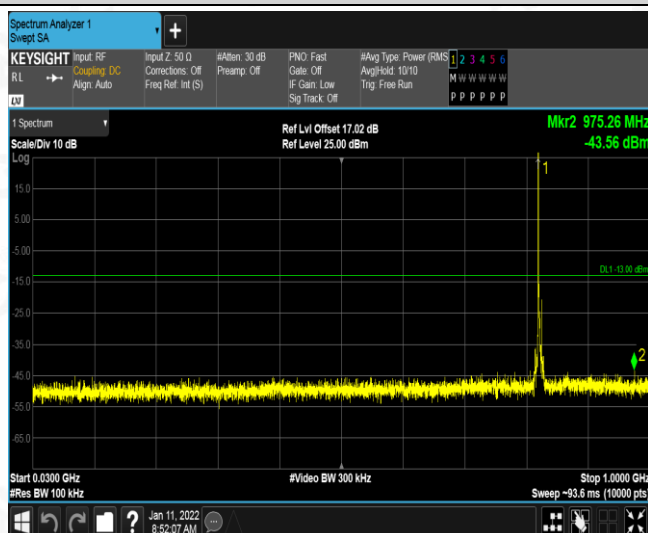 Spectrum Analyzer 1
Swept SA
+
KEYSIGHT Input: RF Input Z: 50 Ω #Atten: 30 dB PNO: Fast #Avg Type: Power (RMS 1 2 3 4 5 6
RL Coupling: DC Corrections: Off Preamp: Off Gate: Off Avg|Hold: 10/10 M W W W W W
Align: Auto Freq Ref: Int (S) IF Gain: Low Trig: Free Run
Sig Track: Off P P P P P P
LXI
1 Spectrum Ref Lvl Offset 17.02 dB Mkr2 975.26 MHz
Scale/Div 10 dB Ref Level 25.00 dBm -43.56 dBm
Log
1
15.0
5.00
-5.00
DL1 -13.00 dBm
-15.0
-25.0
-35.0
2
-45.0
-55.0
-65.0
Start 0.0300 GHz #Video BW 300 kHz Stop 1.0000 GHz
#Res BW 100 kHz Sweep ~93.6 ms (10000 pts)
? Jan 11, 2022
8:52:07 AM